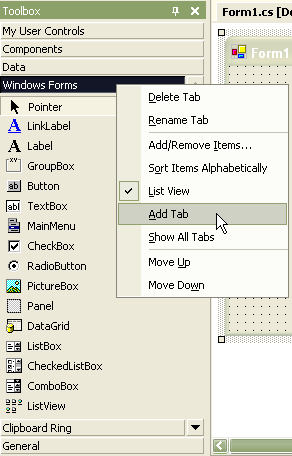 Toolbox
Form1.cs [De
My User Controls
Components
Data
Windows Forms
Pointer
LinkLabel
Label
GroupBox
Button
TextBox
MainMenu
CheckBox
RadioButton
PictureBox
Panel
DataGrid
ListBox
CheckedListBox
ComboBox
ListView
Clipboard Ring
General
Delete Tab
Rename Tab
Add/Remove Items...
Sort Items Alphabetically
List View
Add Tab
Show All Tabs
Move Up
Move Down
Form1